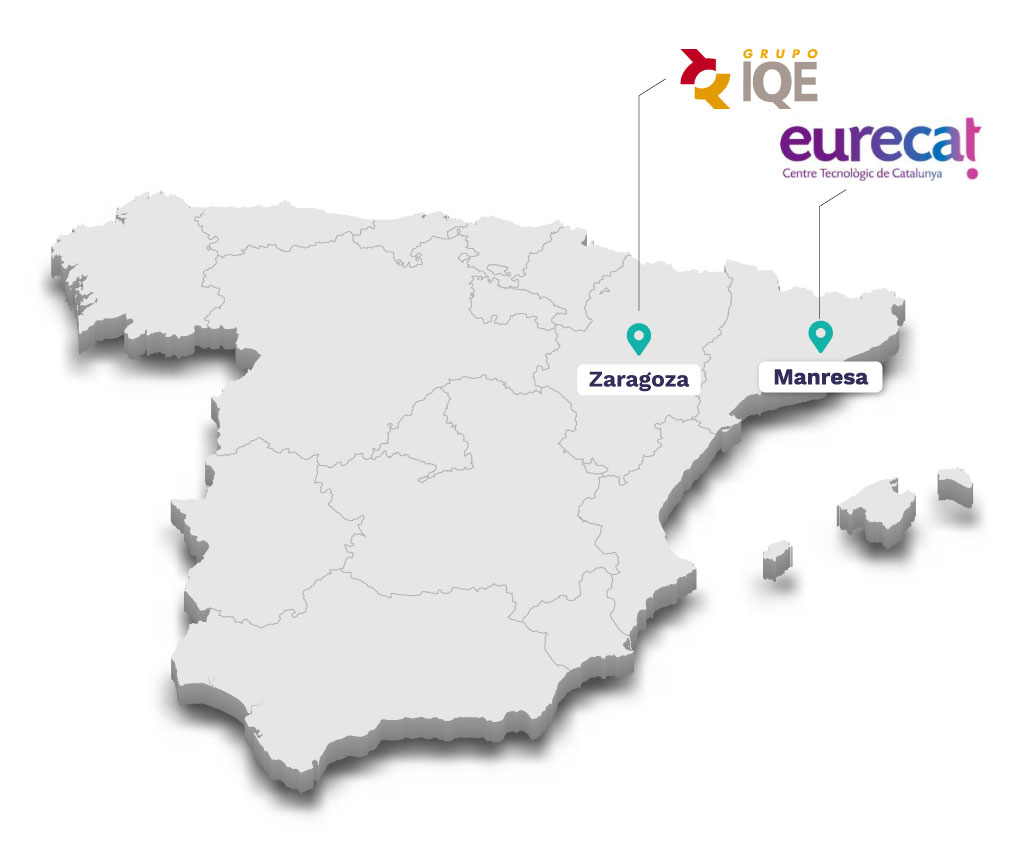 GRUPO
IQE
eurecat
Centre Tecnològic de Catalunya
Zaragoza
Manresa